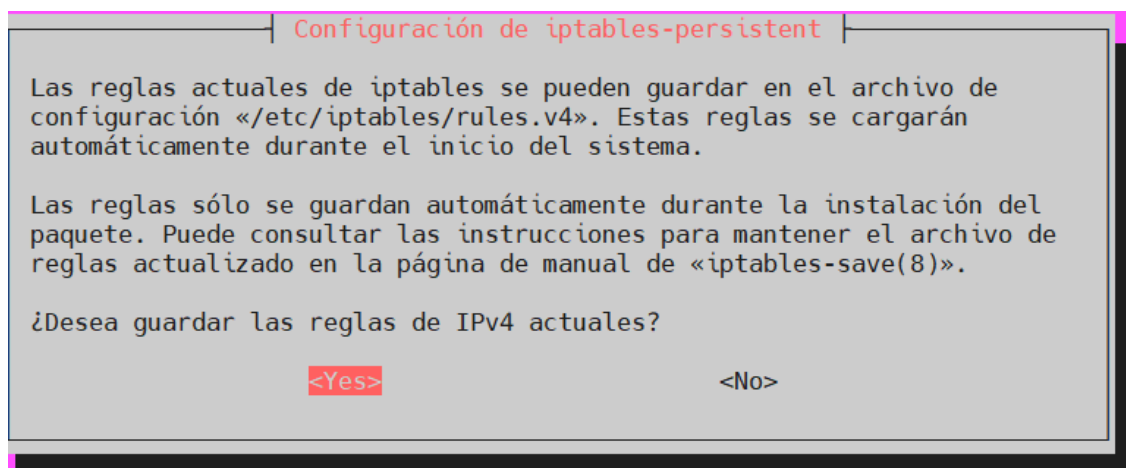 Configuración de iptables-persistent
Las reglas actuales de iptables se pueden guardar en el archivo de
configuración «/etc/iptables/rules.v4». Estas reglas se cargarán
automáticamente durante el inicio del sistema.
Las reglas sólo se guardan automáticamente durante la instalación del
paquete. Puede consultar las instrucciones para mantener el archivo de
reglas actualizado en la página de manual de «iptables-save(8)».
¿Desea guardar las reglas de IPv4 actuales?
<Yes> <No>